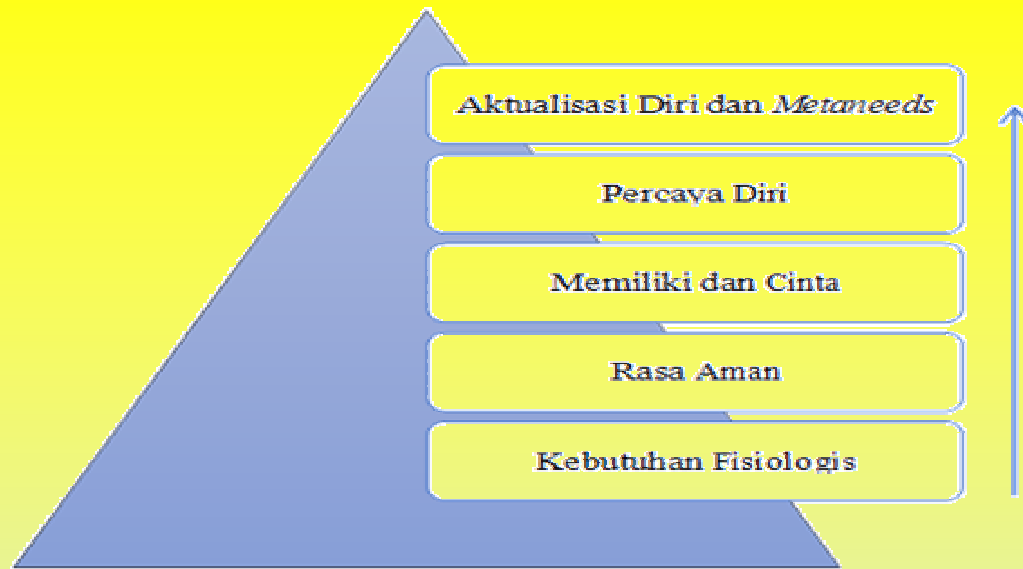 Aktualisasi Diri dan Metaneeds
Percaya Diri
Memiliki dan Cinta
Rasa Aman
Kebutuhan Fisiologis